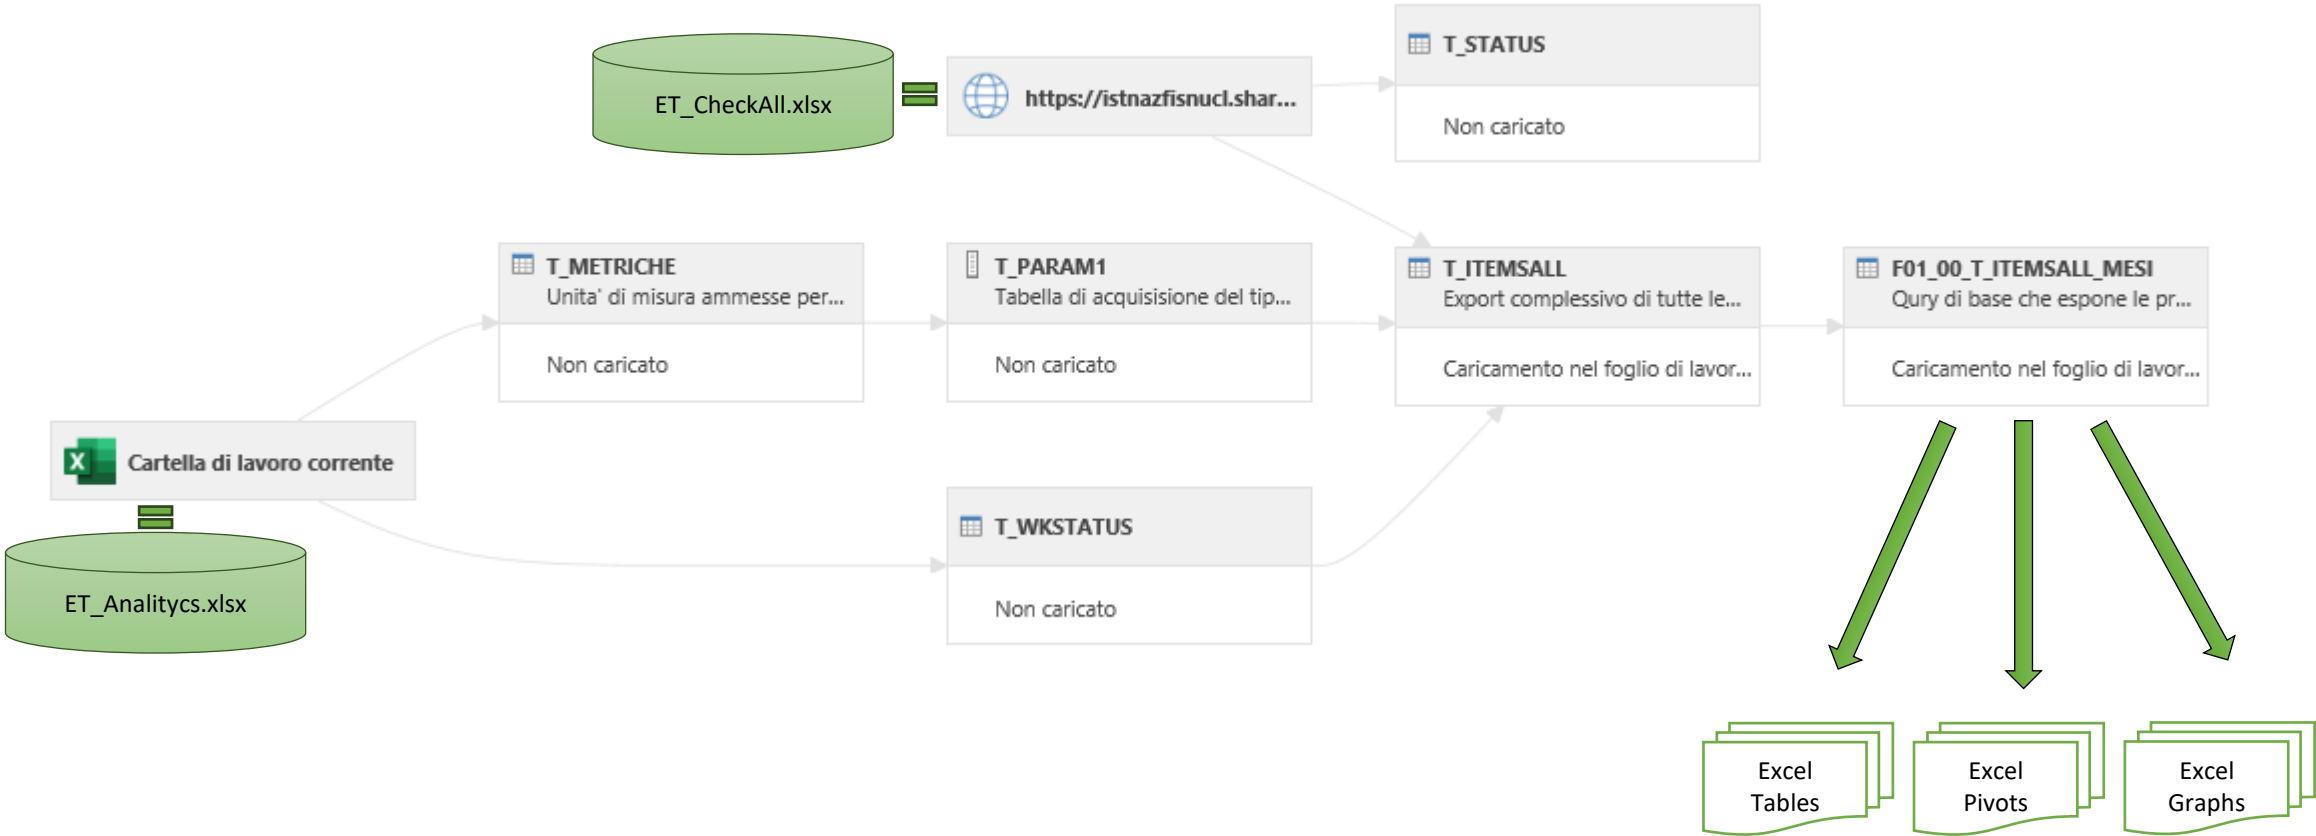 ET_CheckAll.xlsx
https://istnazfisnucl.shar...
T_STATUS
Non caricato
T_METRICHE
Unita' di misura ammesse per...
Non caricato
T_PARAM1
Tabella di acquisisione del tip...
Non caricato
T_ITEMSALL
Export complessivo di tutte le...
Caricamento nel foglio di lavor...
F01_00_T_ITEMSALL_MESI
Qury di base che espone le pr...
Caricamento nel foglio di lavor...
Cartella di lavoro corrente
ET_Analitycs.xlsx
T_WKSTATUS
Non caricato
Excel
Tables
Excel
Pivots
Excel
Graphs